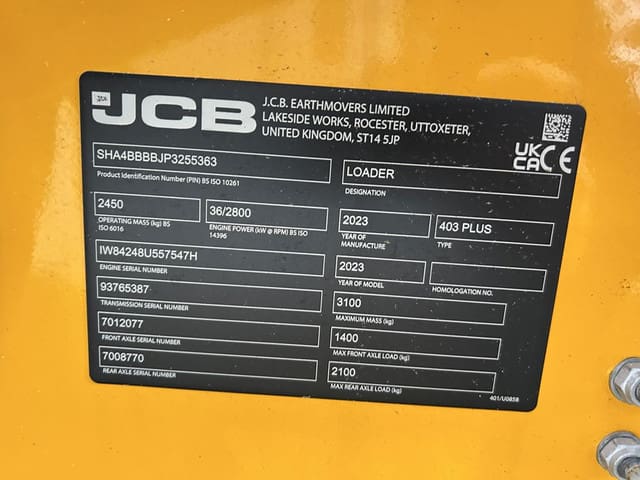 JCB
J.C.B. EARTHMOVERS LIMITED
LAKESIDE WORKS, ROCESTER, UTTOXETER,
UNITED KINGDOM, ST14 5JP
UK
CA
CE
SHA4BBBBJP3255363
Product Identification Number (PIN) BS ISO 10261
LOADER
DESIGNATION
2450
OPERATING MASS (kg) BS
ISO 6016
36/2800
ENGINE POWER (kW @ RPM) BS ISO
14396
2023
YEAR OF
MANUFACTURE
403 PLUS
TYPE
IW84248U557547H
ENGINE SERIAL NUMBER
2023
YEAR OF MODEL
HOMOLOGATION NO.
93765387
TRANSMISSION SERIAL NUMBER
3100
MAXIMUM MASS (kg)
7012077
FRONT AXLE SERIAL NUMBER
1400
MAX FRONT AXLE LOAD (kg)
7008770
REAR AXLE SERIAL NUMBER
2100
MAX REAR AXLE LOAD (kg)
401/U0858